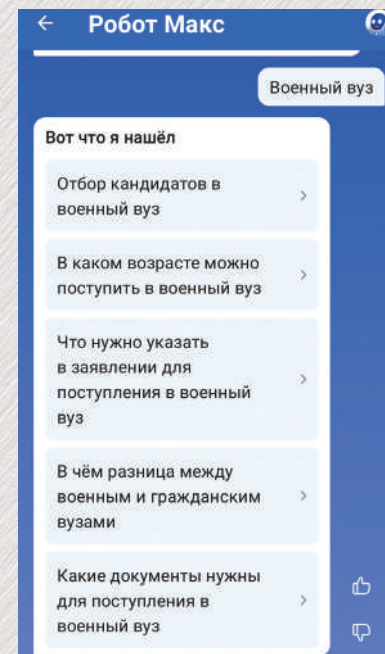 Робот Макс
Военный вуз
Вот что я нашёл
Отбор кандидатов в
военный вуз
В каком возрасте можно
поступить в военный вуз
Что нужно указать
в заявлении для
поступления в военный
вуз
В чём разница между
военным и гражданским
вузами
Какие документы нужны
для поступления в
военный вуз